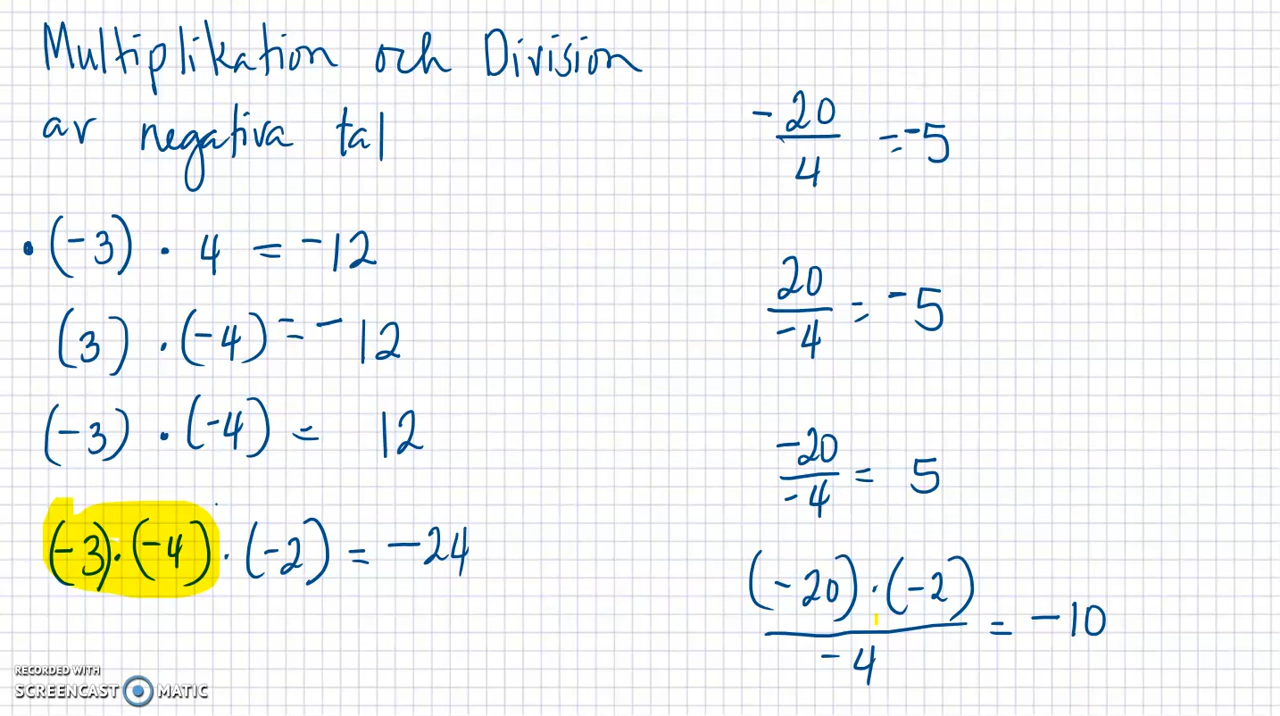 Multiplikation och Division
av negativa tal
• (-3) · 4 = -12
(3) · (-4) = -12
(-3) · (-4) = 12
(-3) · (-4) · (-2) = -24
-20
4
= -5
20
-4
= -5
-20
-4
= 5
(-20) · (-2)
-4
= -10
RECORDED WITH
SCREENCAST MATIC